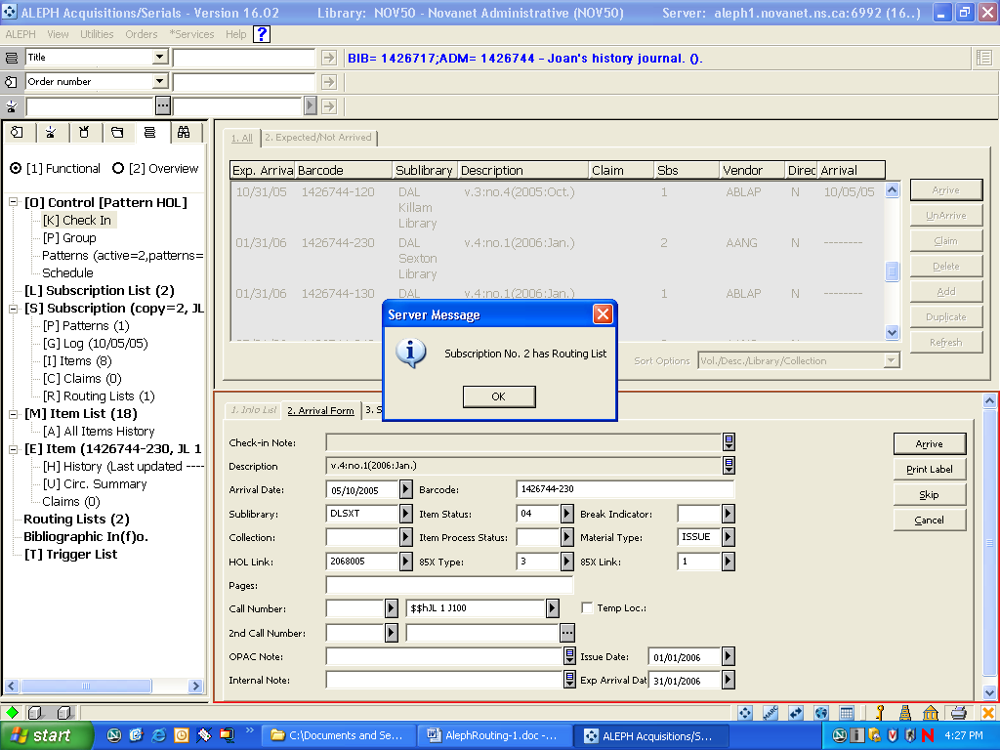 ALEPH Acquisitions/Serials - Version 16.02 Library: NOV50 - Novanet Administrative (NOV50) Server: aleph1.novanet.ns.ca:6992 (16..)
ALEPH View Utilities Orders *Services Help ?
Title
BIB= 1426717;ADM= 1426744 - Joan's history journal. ().
Order number
...
[1] Functional [2] Overview
[O] Control [Pattern HOL]
[K] Check In
[P] Group
Patterns (active=2,patterns=
Schedule
[L] Subscription List (2)
[S] Subscription (copy=2, JL
[P] Patterns (1)
[G] Log (10/05/05)
[I] Items (8)
[C] Claims (0)
[R] Routing Lists (1)
[M] Item List (18)
[A] All Items History
[E] Item (1426744-230, JL 1
[H] History (Last updated ----
[U] Circ. Summary
Claims (0)
Routing Lists (2)
Bibliographic In(f)o.
[T] Trigger List
1. All 2. Expected/Not Arrived
Exp. Arriva Barcode Sublibrary Description Claim Sbs Vendor Direc Arrival
10/31/05 1426744-120 DAL v.3:no.4(2005:Oct.) 1 ABLAP N 10/05/05
Killam
Library
01/31/06 1426744-230 DAL v.4:no.1(2006:Jan.) 2 AANG N --------
Sexton
Library
01/31/06 1426744-130 DAL v.4:no.1(2006:Jan.) 1 ABLAP N --------
Arrive
UnArrive
Claim
Delete
Add
Duplicate
Refresh
Sort Options Vol./Desc./Library/Collection
Server Message
Subscription No. 2 has Routing List
OK
1. Info List 2. Arrival Form 3. S
Check-in Note:
Description v.4:no.1(2006:Jan.)
Arrival Date: 05/10/2005 Barcode: 1426744-230
Sublibrary: DLSXT Item Status: 04 Break Indicator:
Collection: Item Process Status: Material Type: ISSUE
HOL Link: 2068005 85X Type: 3 85X Link: 1
Pages:
Call Number: $$hJL 1 J100 Temp Loc.:
2nd Call Number: ...
OPAC Note: Issue Date: 01/01/2006
Internal Note: Exp Arrival Dat 31/01/2006
Arrive
Print Label
Skip
Cancel
start C:\Documents and Se... AlephRouting-1.doc -... ALEPH Acquisitions/S... 4:27 PM